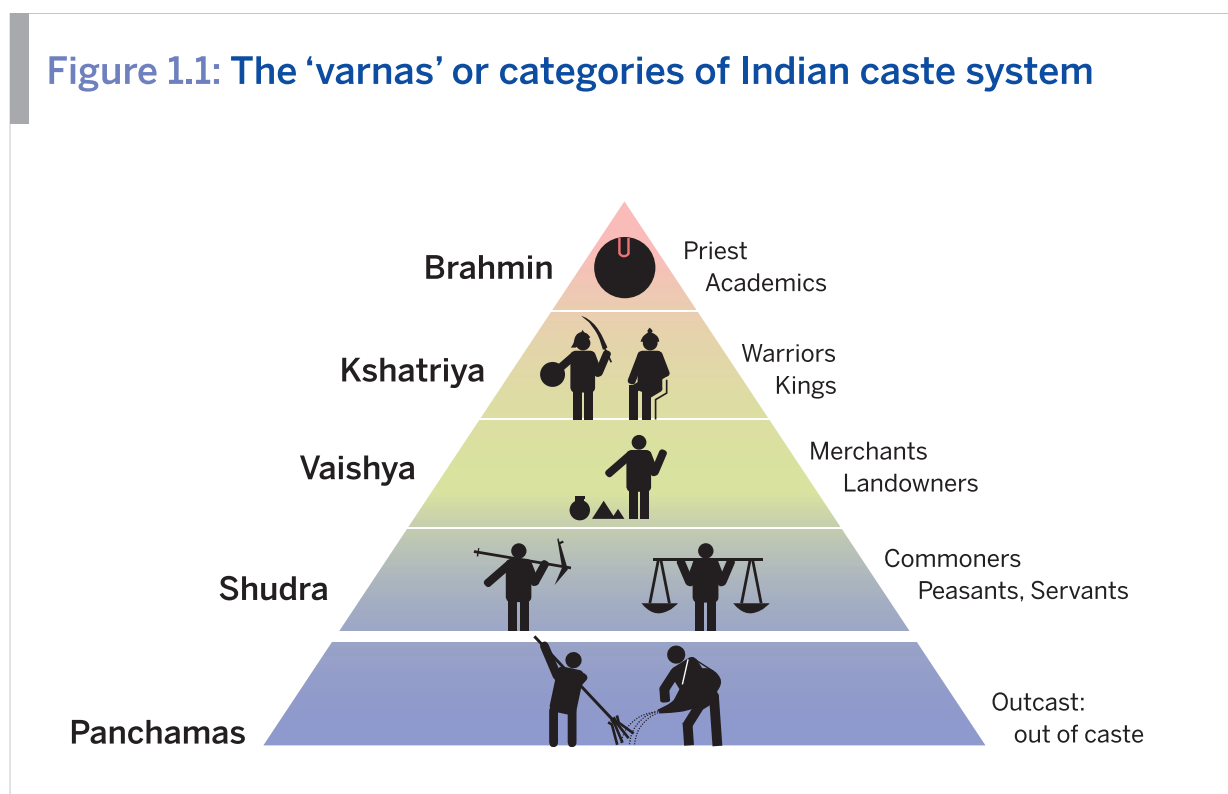 Figure 1.1: The ‘varnas’ or categories of Indian caste system
Brahmin
Priest
Academics
Kshatriya
Warriors
Kings
Vaishya
Merchants
Landowners
Shudra
Commoners
Peasants, Servants
Panchamas
Outcast:
out of caste